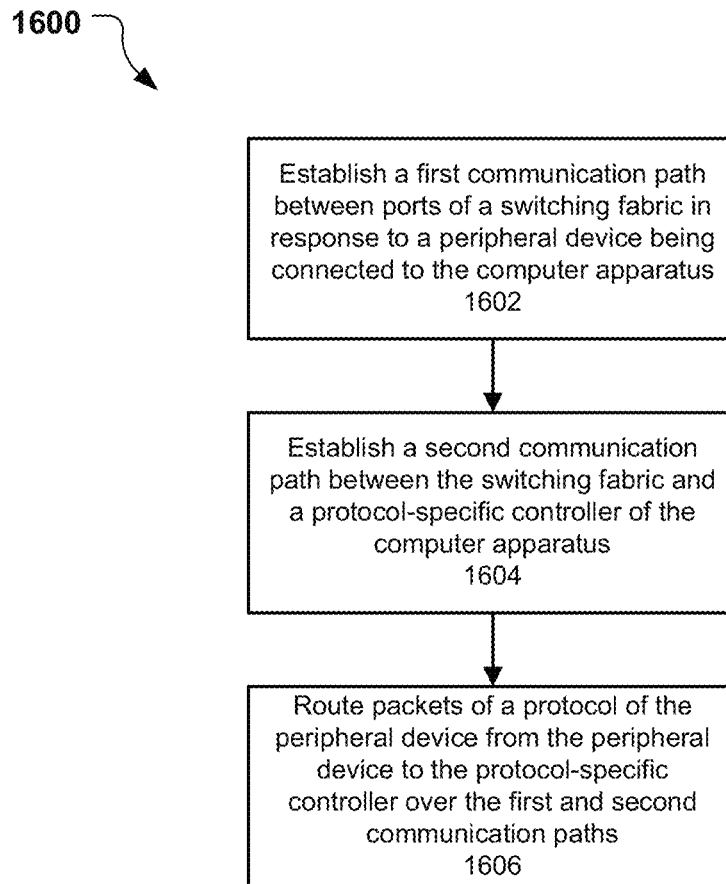 1600
Establish a first communication path
between ports of a switching fabric in
response to a peripheral device being
connected to the computer apparatus
1602
Establish a second communication
path between the switching fabric and
a protocol-specific controller of the
computer apparatus
1604
Route packets of a protocol of the
peripheral device from the peripheral
device to the protocol-specific
controller over the first and second
communication paths
1606